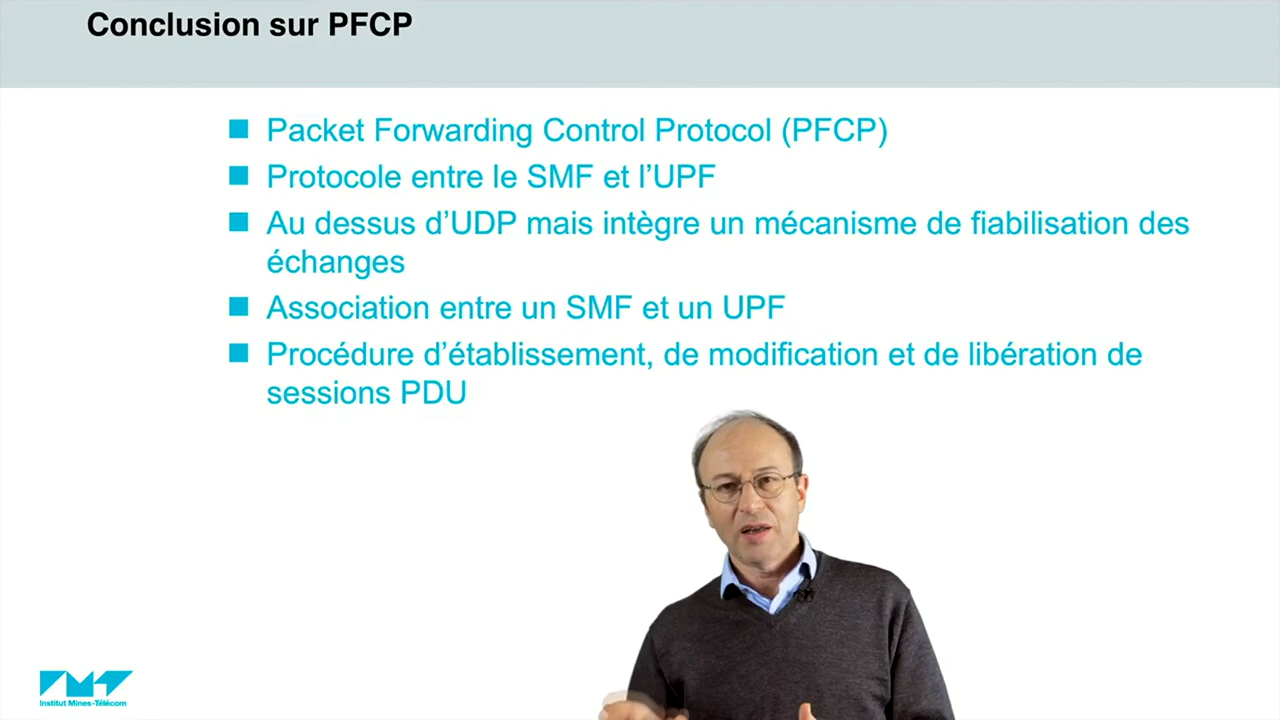 Conclusion sur PFCP
Packet Forwarding Control Protocol (PFCP)
Protocole entre le SMF et l’UPF
Au dessus d’UDP mais intègre un mécanisme de fiabilisation des
échanges
Association entre un SMF et un UPF
Procédure d’établissement, de modification et de libération de
sessions PDU
Institut Mines-Télécom